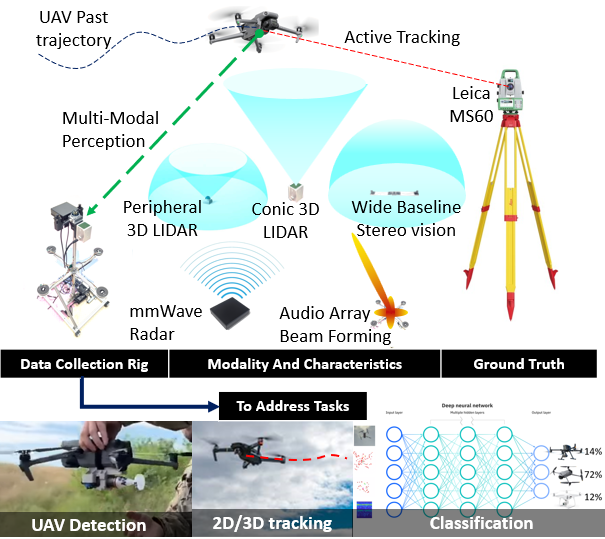 UAV Past
trajectory
Active Tracking
Leica
MS60
Multi-Modal
Perception
Peripheral
3D LIDAR
Conic 3D
LIDAR
Wide Baseline
Stereo vision
mmWave
Radar
Audio Array
Beam Forming
Data Collection Rig
Modality And Characteristics
Ground Truth
To Address Tasks
Deep neural network
Input layer
Multiple hidden layers
Output layer
14%
72%
12%
UAV Detection
2D/3D tracking
Classification